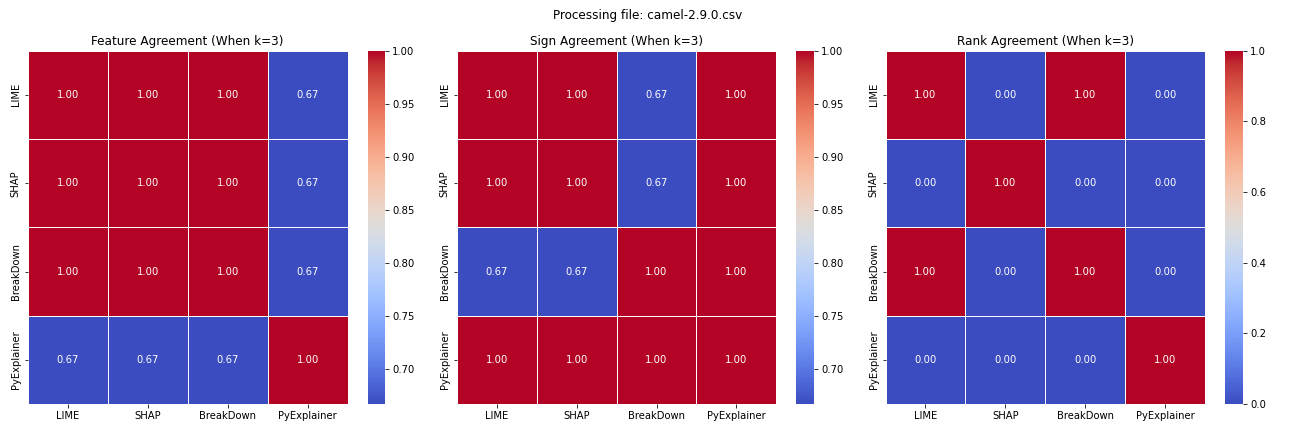 Processing file: camel-2.9.0.csv
Feature Agreement (When k=3)
LIME
SHAP
BreakDown
PyExplainer
1.00 1.00 1.00 0.67
1.00 1.00 1.00 0.67
1.00 1.00 1.00 0.67
0.67 0.67 0.67 1.00
LIME SHAP BreakDown PyExplainer
1.00
0.95
0.90
0.85
0.80
0.75
0.70
Sign Agreement (When k=3)
LIME
SHAP
BreakDown
PyExplainer
1.00 1.00 0.67 1.00
1.00 1.00 0.67 1.00
0.67 0.67 1.00 1.00
1.00 1.00 1.00 1.00
LIME SHAP BreakDown PyExplainer
1.00
0.95
0.90
0.85
0.80
0.75
0.70
Rank Agreement (When k=3)
LIME
SHAP
BreakDown
PyExplainer
1.00 0.00 1.00 0.00
0.00 1.00 0.00 0.00
1.00 0.00 1.00 0.00
0.00 0.00 0.00 1.00
LIME SHAP BreakDown PyExplainer
1.0
0.8
0.6
0.4
0.2
0.0